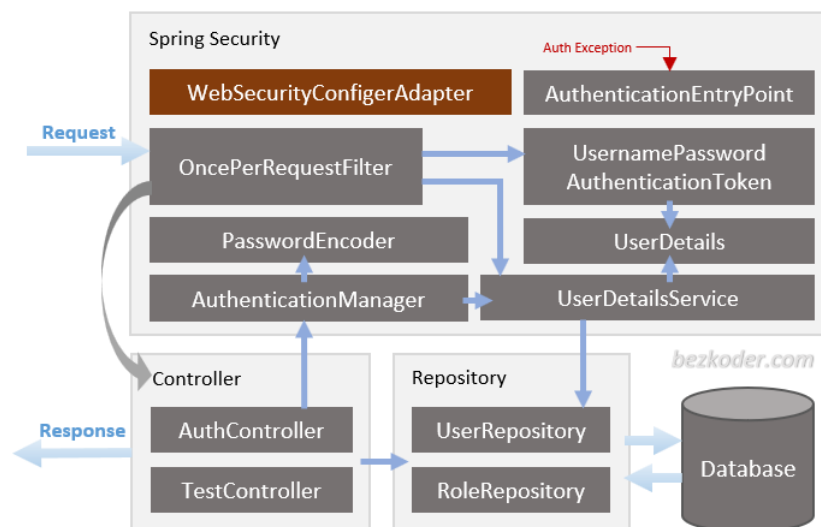 Spring Security
Auth Exception
WebSecurityConfigerAdapter
AuthenticationEntryPoint
Request
OncePerRequestFilter
UsernamePassword
AuthenticationToken
PasswordEncoder
UserDetails
AuthenticationManager
UserDetailsService
bezkoder.com
Controller
Repository
Response
AuthController
UserRepository
Database
TestController
RoleRepository